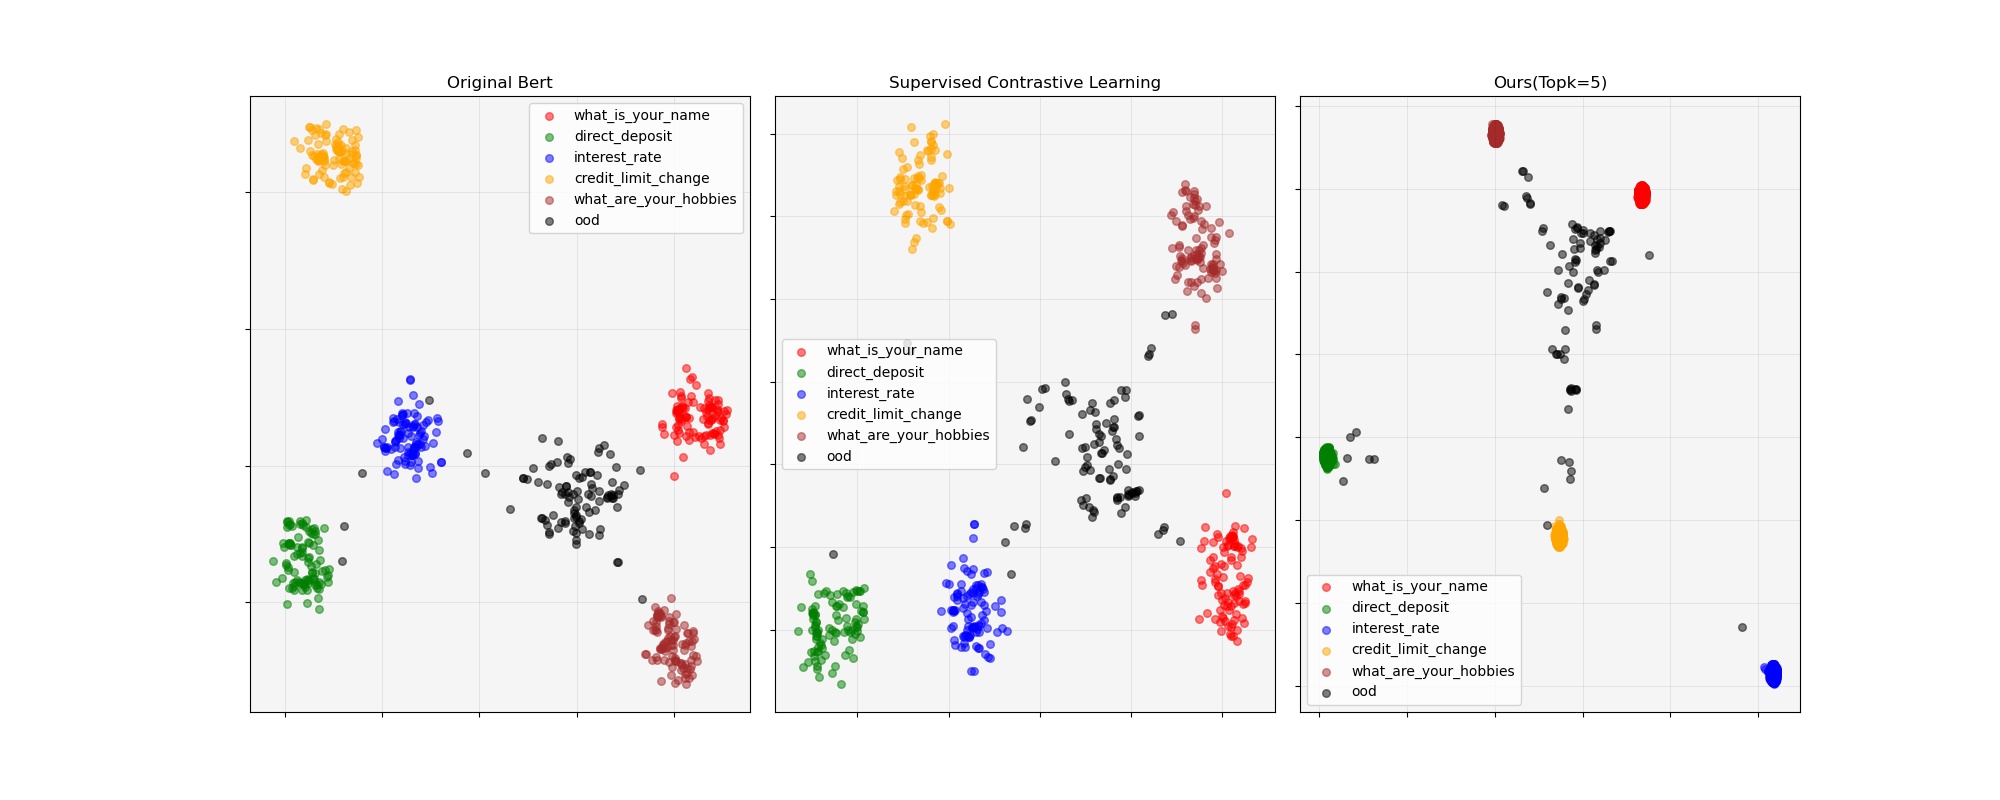 Original Bert
what_is_your_name
direct_deposit
interest_rate
credit_limit_change
what_are_your_hobbies
ood
Supervised Contrastive Learning
what_is_your_name
direct_deposit
interest_rate
credit_limit_change
what_are_your_hobbies
ood
Ours(Topk=5)
what_is_your_name
direct_deposit
interest_rate
credit_limit_change
what_are_your_hobbies
ood